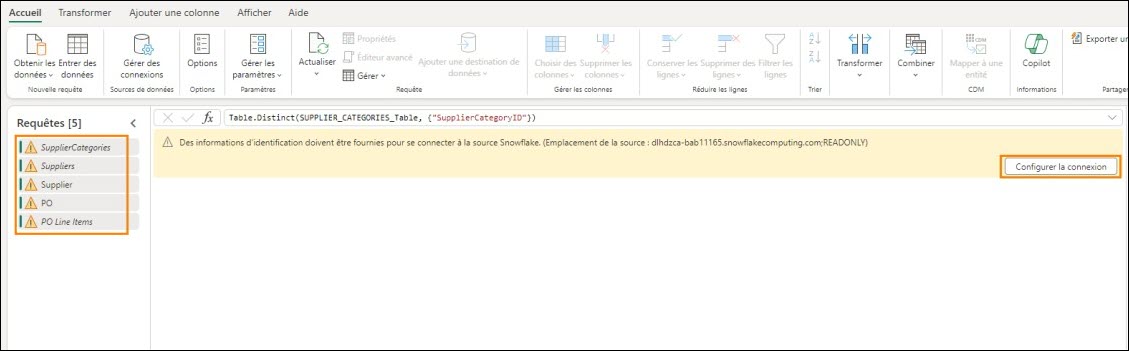 Accueil Transformer Ajouter une colonne Afficher Aide
Obtenir les données
Entrer des données
Nouvelle requête
Gérer des connexions
Sources de données
Options
Options
Gérer les paramètres
Paramètres
Actualiser
Propriétés
Éditeur avancé
Gérer
Ajouter une destination de données
Requête
Choisir des colonnes
Supprimer les colonnes
Gérer les colonnes
Conserver les lignes
Supprimer des lignes
Filtrer les lignes
Réduire les lignes
A
Z
Z
A
Trier
Transformer
Combiner
CDM
Mapper à une entité
CDM
Copilot
Informations
Exporter un
Partager
Requêtes [5]
fx Table.Distinct(SUPPLIER_CATEGORIES_Table, {"SupplierCategoryID"})
Des informations d'identification doivent être fournies pour se connecter à la source Snowflake. (Emplacement de la source : dlhdzca-bab11165.snowflakecomputing.com;READONLY)
Configurer la connexion
SupplierCategories
Suppliers
Supplier
PO
PO Line Items